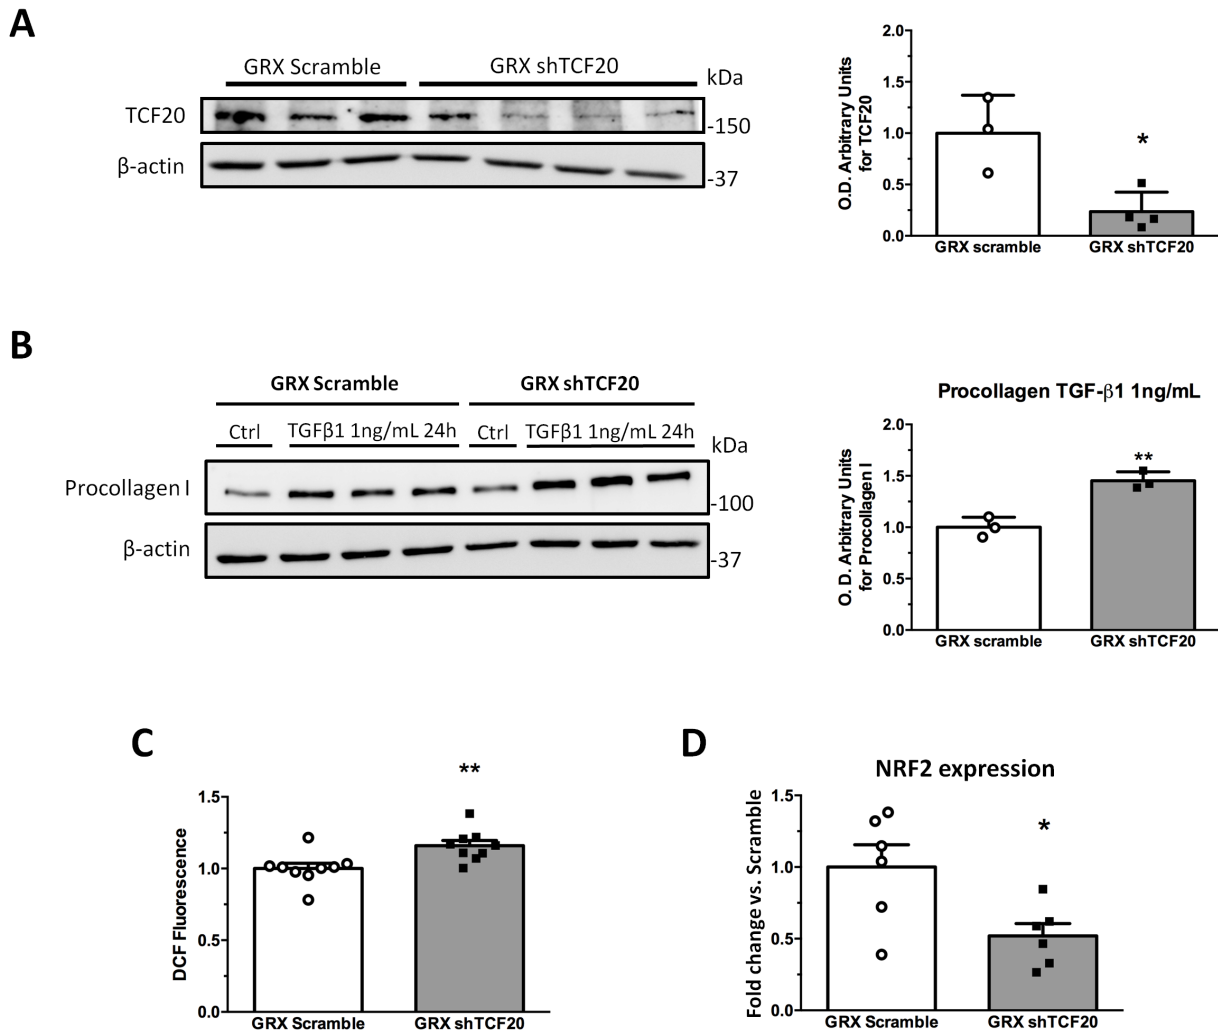 A
GRX Scramble
GRX shTCF20
kDa
TCF20
-150
β-actin
-37
O.D. Arbitrary Units
for TCF20
2.0
1.5
1.0
0.5
0.0
*
GRX scramble
GRX shTCF20
B
GRX Scramble
GRX shTCF20
Ctrl
TGFβ1 1ng/mL 24h
Ctrl
TGFβ1 1ng/mL 24h
kDa
Procollagen I
-100
β-actin
-37
Procollagen TGF-β1 1ng/mL
O. D. Arbitrary Units
for Procollagen I
2.0
1.5
1.0
0.5
0.0
**
GRX scramble
GRX shTCF20
C
DCF Fluorescence
1.5
1.0
0.5
0.0
**
GRX Scramble
GRX shTCF20
D
NRF2 expression
Fold change vs. Scramble
1.5
1.0
0.5
0.0
*
GRX Scramble
GRX shTCF20